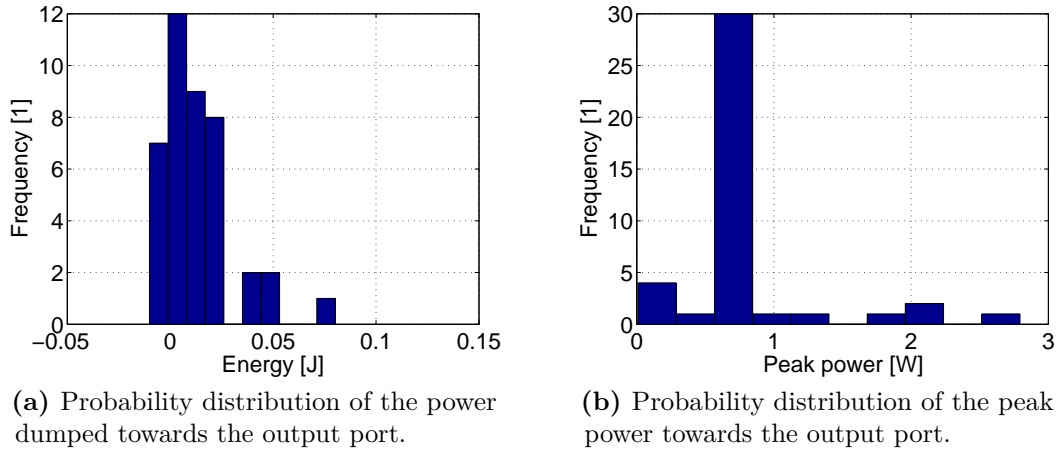 12
10
8
6
4
2
0
Frequency [1]
−0.05
0
0.05
0.1
0.15
Energy [J]
(a) Probability distribution of the power
dumped towards the output port.
30
25
20
15
10
5
0
Frequency [1]
0
1
2
3
Peak power [W]
(b) Probability distribution of the peak
power towards the output port.